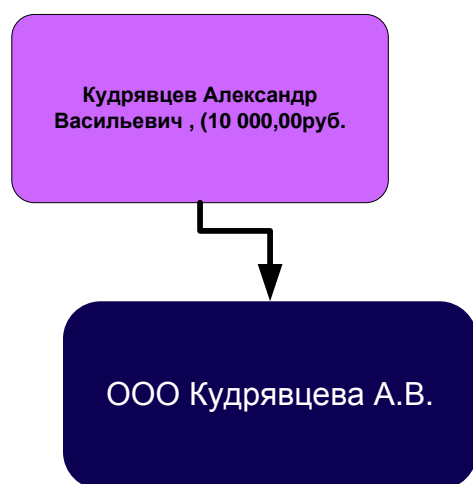 Кудрявцев Александр
Васильевич , (10 000,00руб.
ООО Кудрявцева А.В.